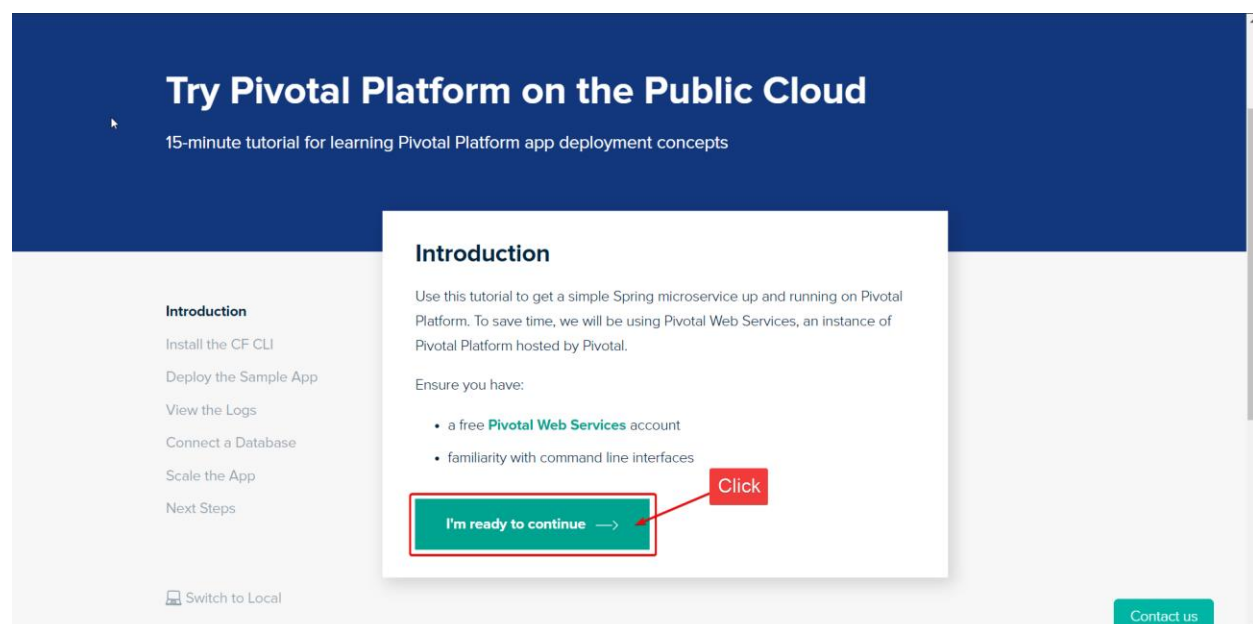 Try Pivotal Platform on the Public Cloud
15-minute tutorial for learning Pivotal Platform app deployment concepts
Introduction
Install the CF CLI
Deploy the Sample App
View the Logs
Connect a Database
Scale the App
Next Steps
Switch to Local
Introduction
Use this tutorial to get a simple Spring microservice up and running on Pivotal
Platform. To save time, we will be using Pivotal Web Services, an instance of
Pivotal Platform hosted by Pivotal.
Ensure you have:
• a free Pivotal Web Services account
• familiarity with command line interfaces
Click
I'm ready to continue
Contact us